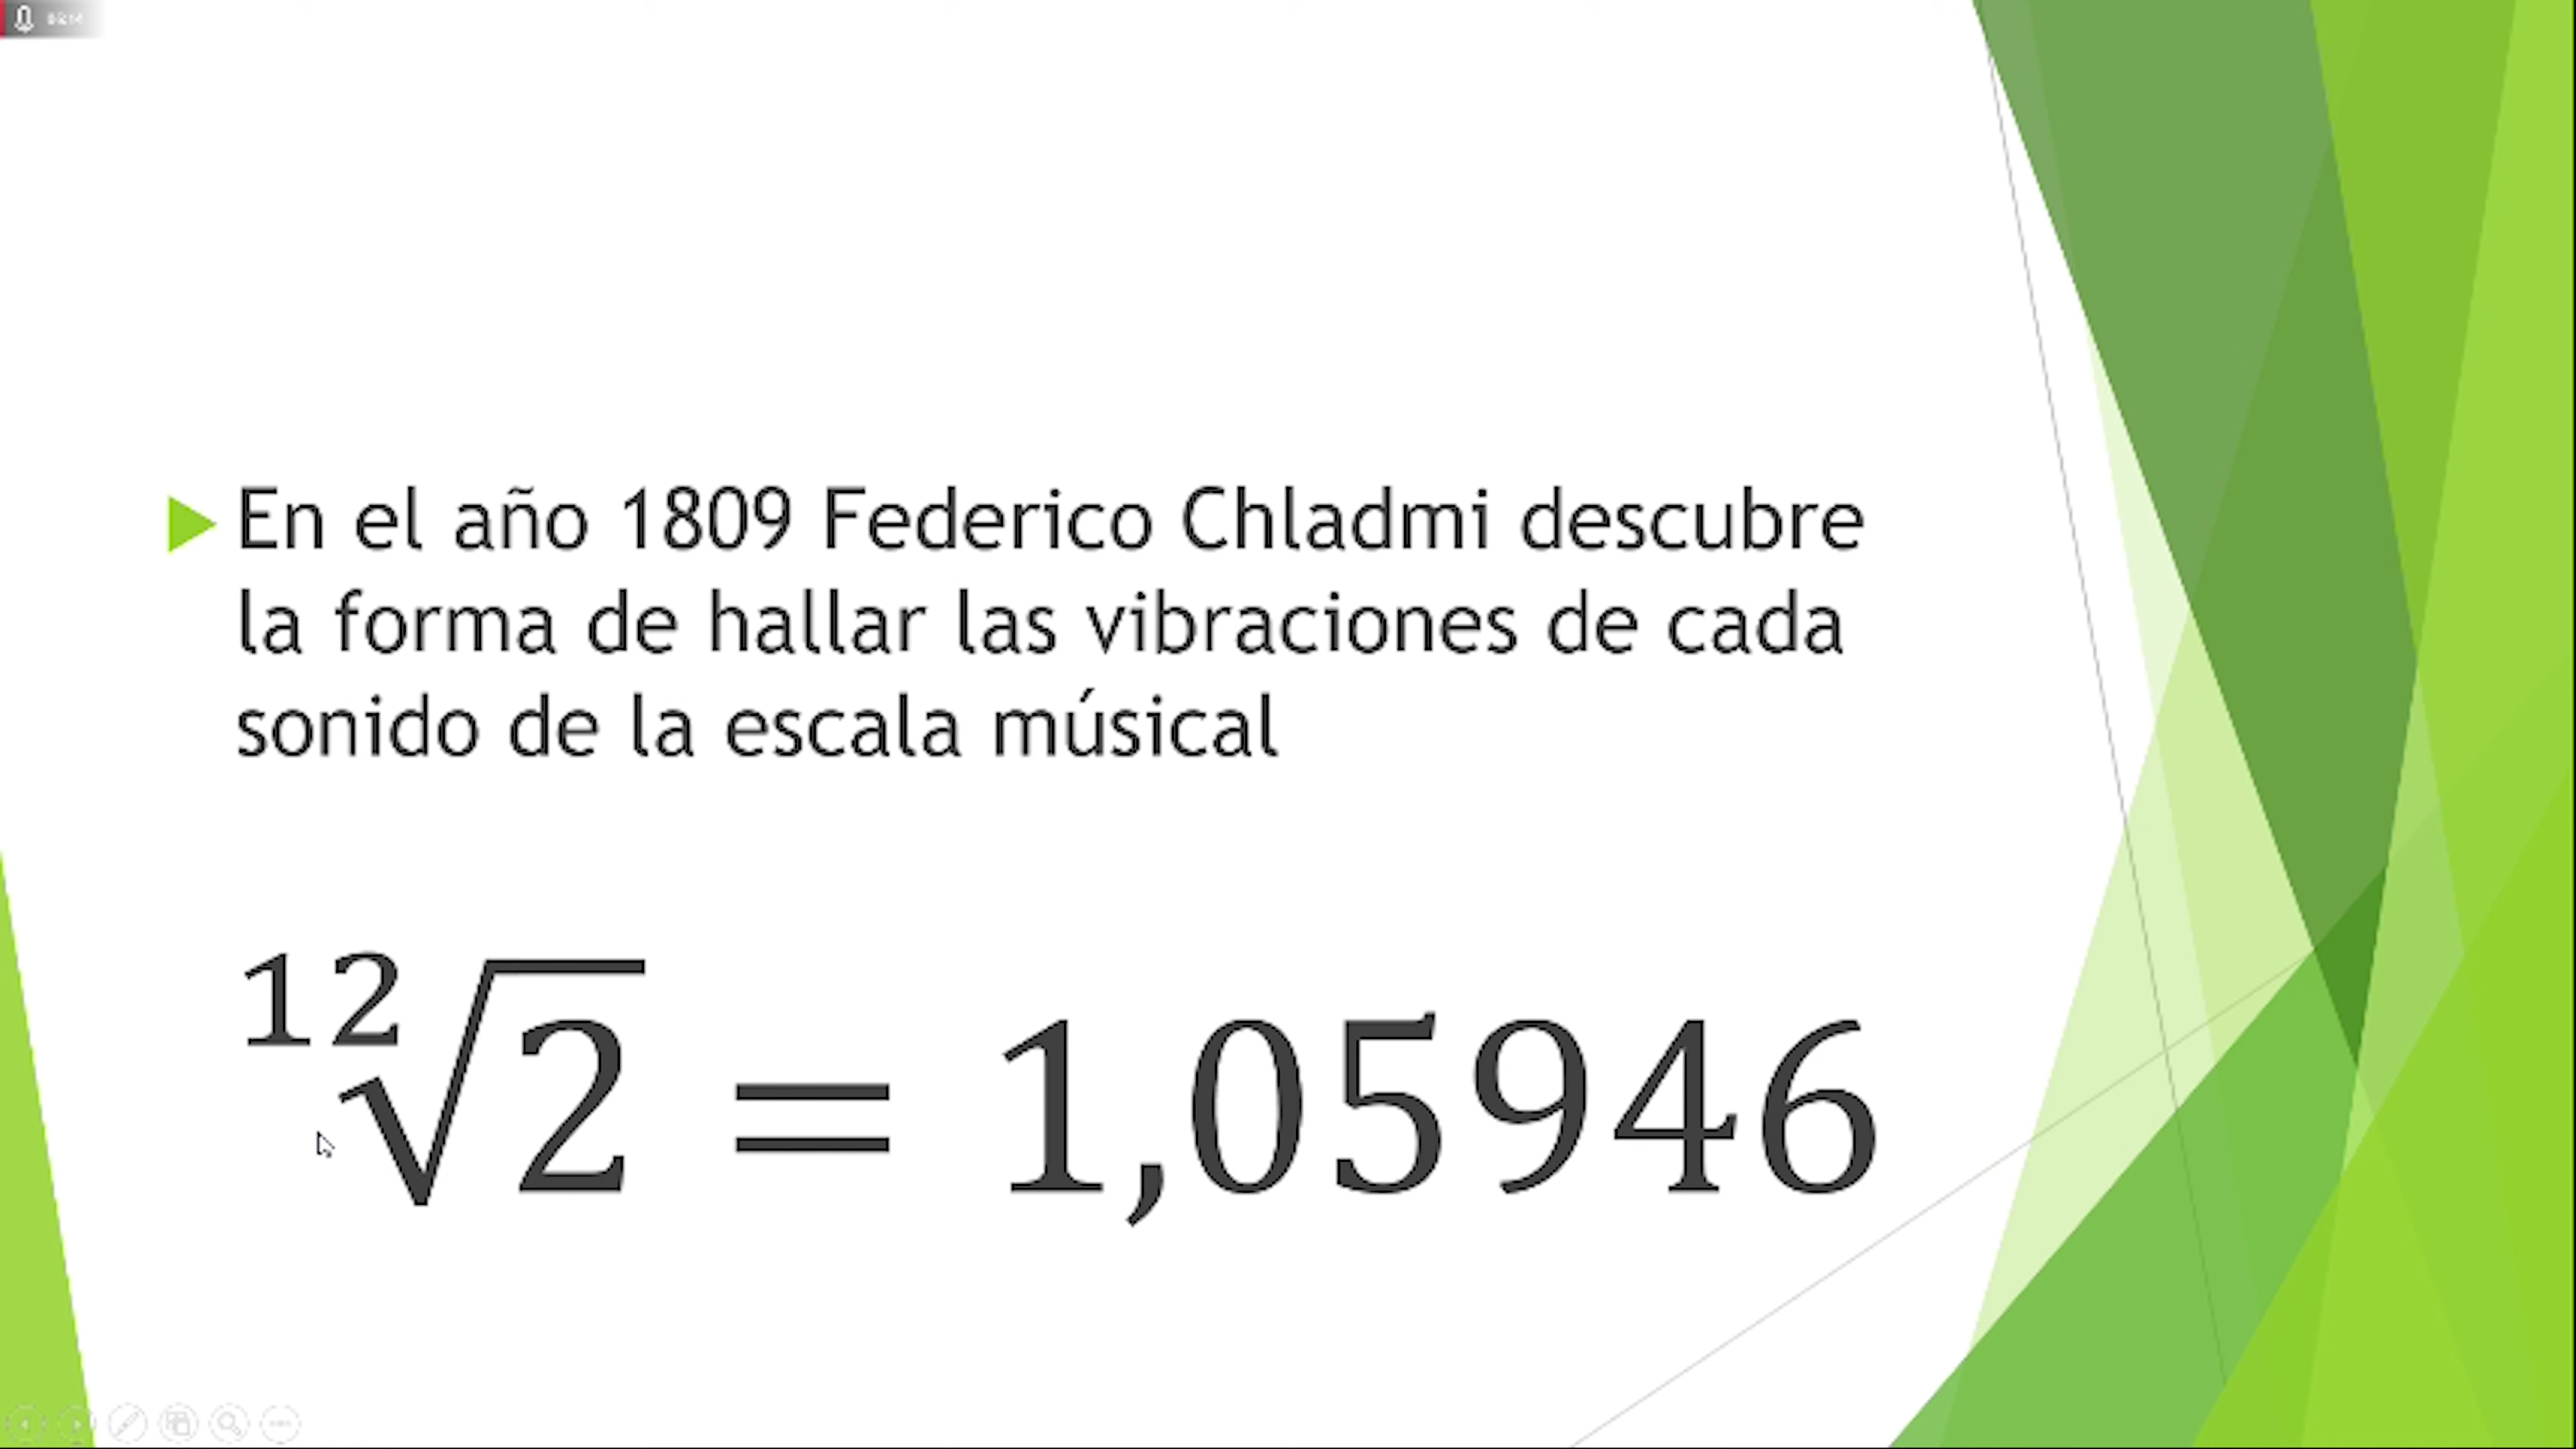 En el año 1809 Federico Chladmi descubre
la forma de hallar las vibraciones de cada
sonido de la escala músical
¹²√2 = 1,05946